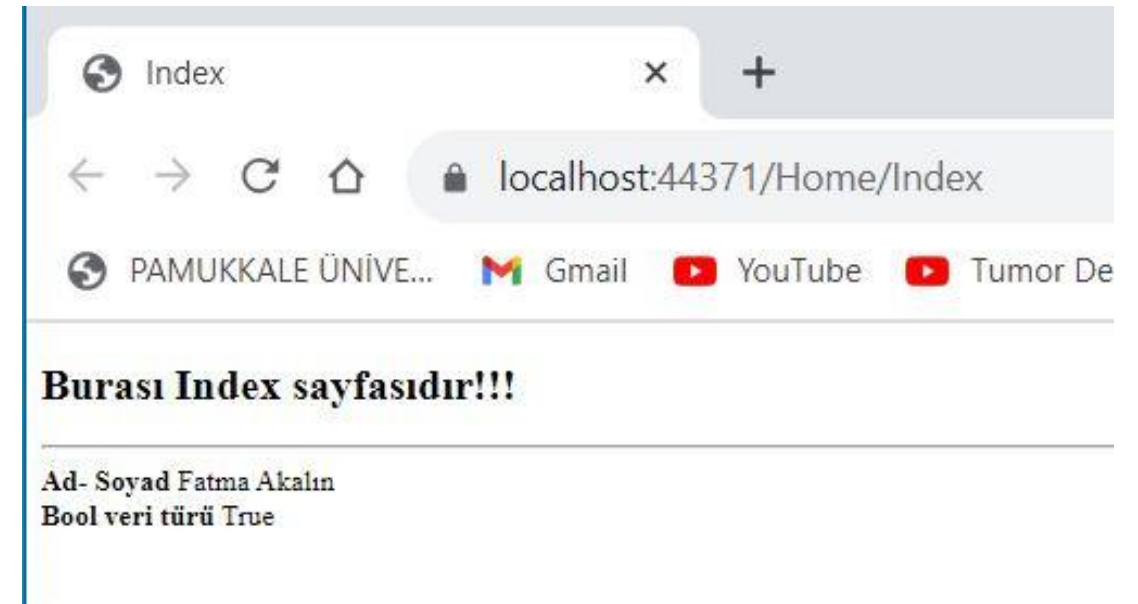 Index
localhost:44371/Home/Index
PAMUKKALE ÜNİVE... Gmail YouTube Tumor De
Burası Index sayfasıdır!!!
Ad- Soyad Fatma Akalın
Bool veri türü True